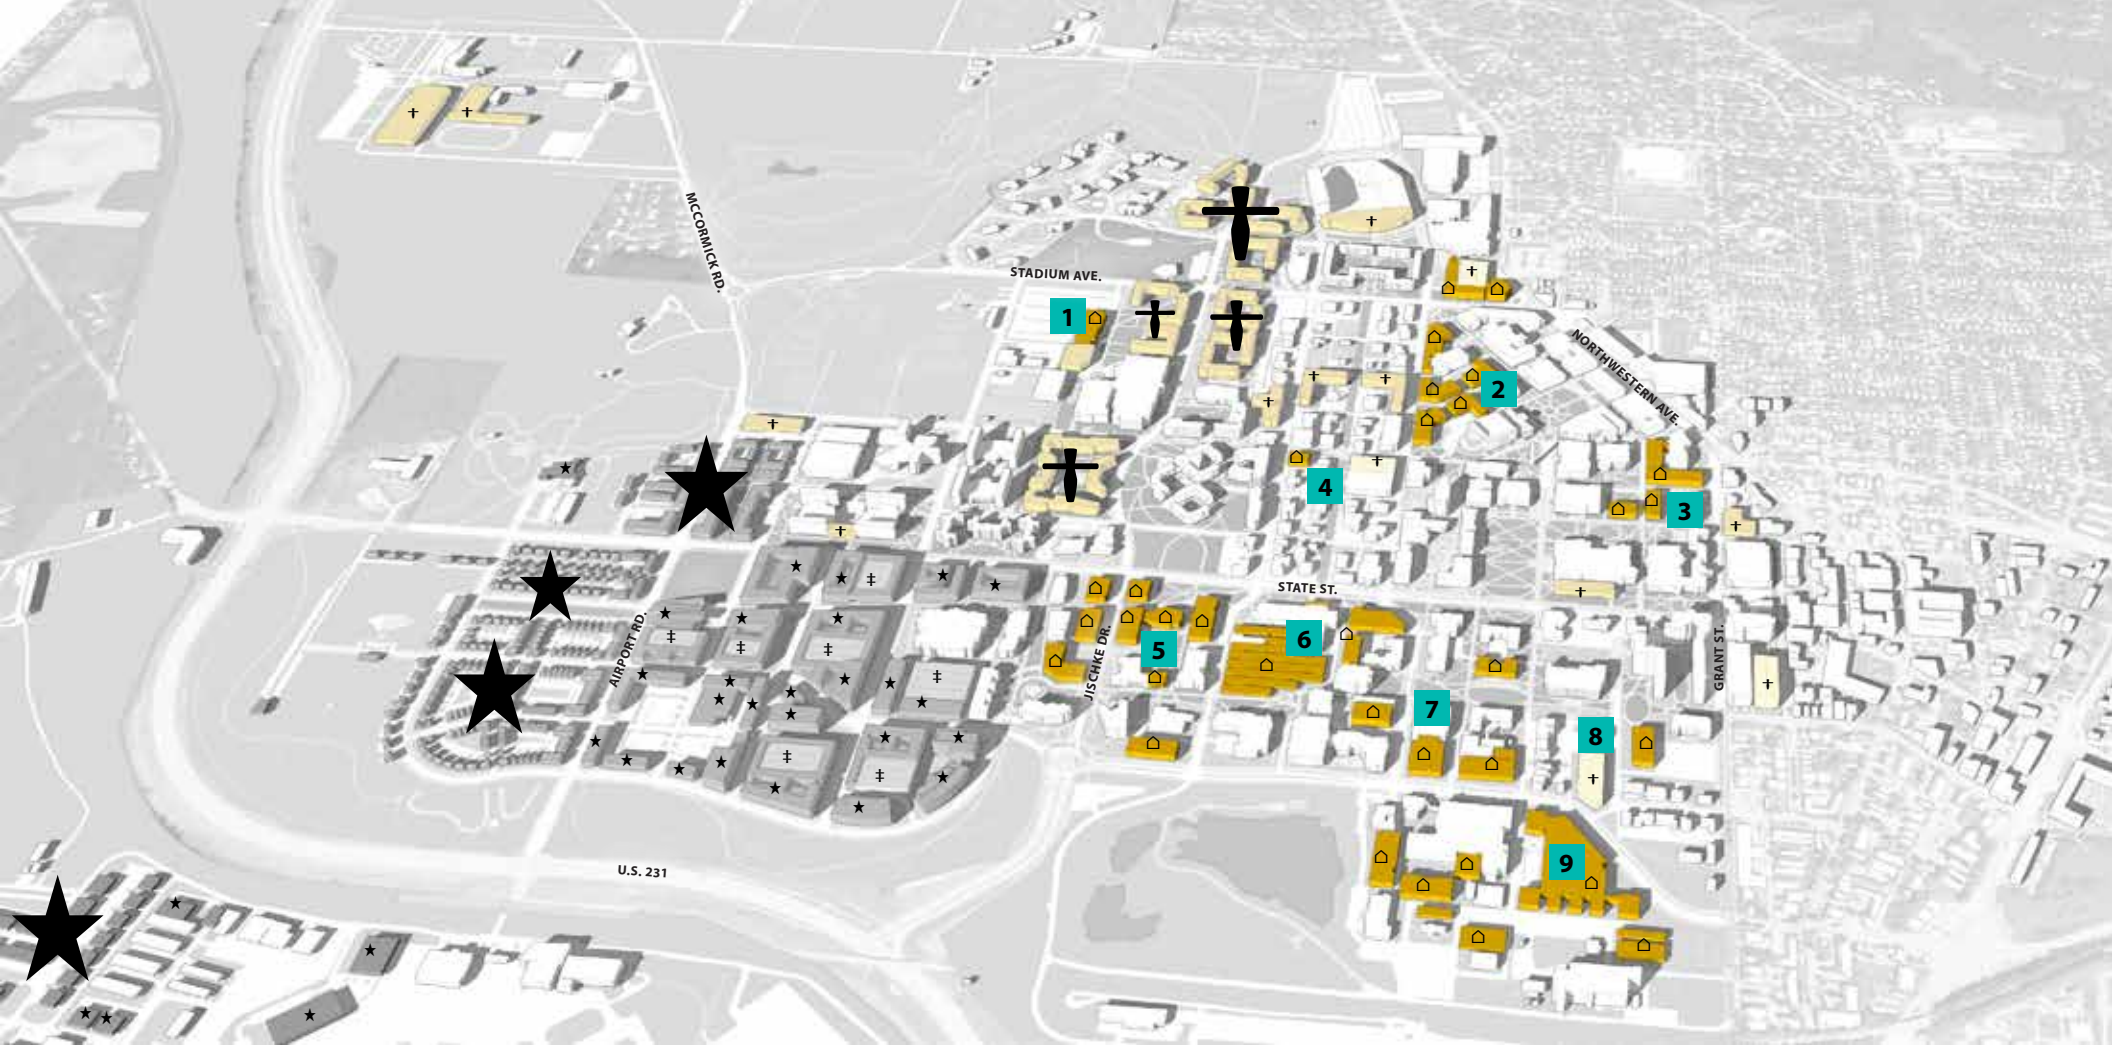 MCCORMICK RD.
STADIUM AVE.
1
NORTHWESTERN AVE.
2
4
3
STATE ST.
AIRPORT RD.
JISCHKE DR.
5
6
GRANT ST.
7
8
9
U.S. 231